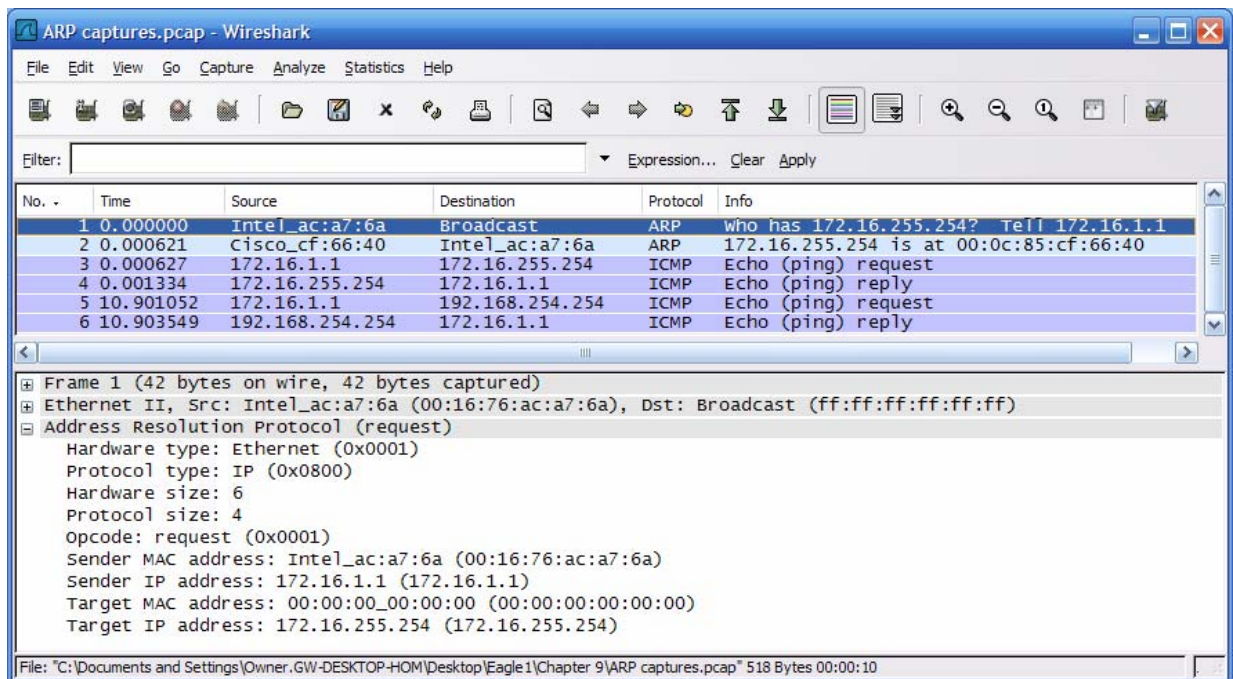 ARP captures.pcap - Wireshark
File Edit View Go Capture Analyze Statistics Help
Filter: Expression... Clear Apply
No. Time Source Destination Protocol Info
1 0.000000 Intel_ac:a7:6a Broadcast ARP Who has 172.16.255.254? Tell 172.16.1.1
2 0.000621 Cisco_cf:66:40 Intel_ac:a7:6a ARP 172.16.255.254 is at 00:0c:85:cf:66:40
3 0.000627 172.16.1.1 172.16.255.254 ICMP Echo (ping) request
4 0.001334 172.16.255.254 172.16.1.1 ICMP Echo (ping) reply
5 10.901052 172.16.1.1 192.168.254.254 ICMP Echo (ping) request
6 10.903549 192.168.254.254 172.16.1.1 ICMP Echo (ping) reply
Frame 1 (42 bytes on wire, 42 bytes captured)
Ethernet II, Src: Intel_ac:a7:6a (00:16:76:ac:a7:6a), Dst: Broadcast (ff:ff:ff:ff:ff:ff)
Address Resolution Protocol (request)
Hardware type: Ethernet (0x0001)
Protocol type: IP (0x0800)
Hardware size: 6
Protocol size: 4
Opcode: request (0x0001)
Sender MAC address: Intel_ac:a7:6a (00:16:76:ac:a7:6a)
Sender IP address: 172.16.1.1 (172.16.1.1)
Target MAC address: 00:00:00_00:00:00 (00:00:00:00:00:00)
Target IP address: 172.16.255.254 (172.16.255.254)
File: "C:\Documents and Settings\Owner.GW-DESKTOP-HOM\Desktop\Eagle1\Chapter 9\ARP captures.pcap" 518 Bytes 00:00:10